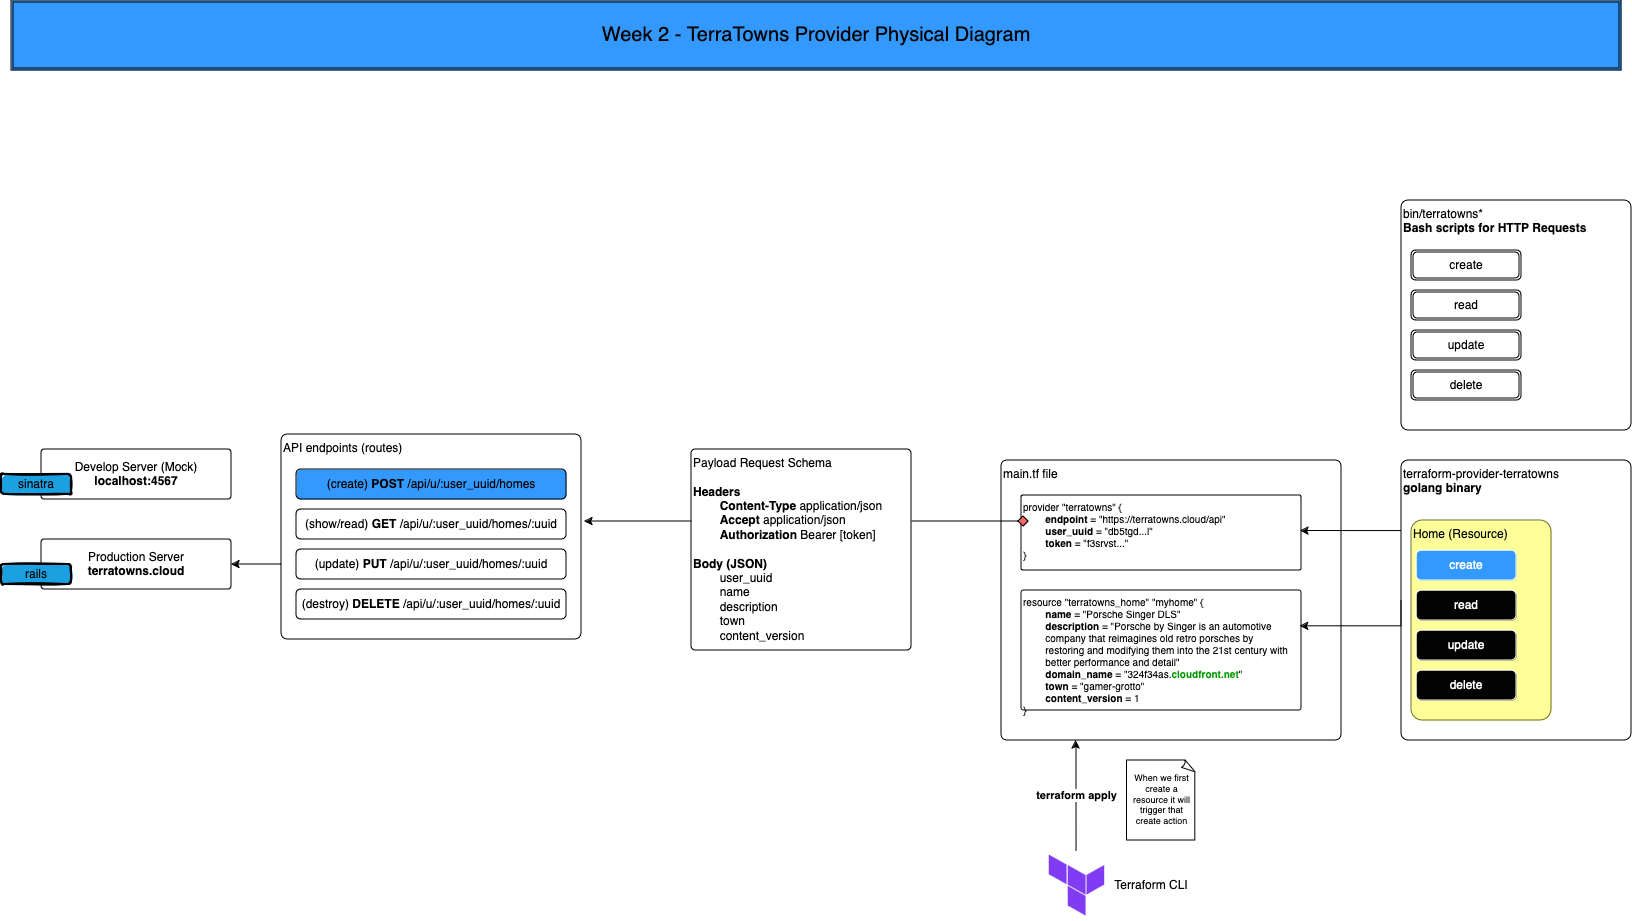 Week 2 - TerraTowns Provider Physical Diagram
bin/terratowns*
Bash scripts for HTTP Requests
create
read
update
delete
Develop Server (Mock)
localhost:4567
sinatra
Production Server
terratowns.cloud
rails
API endpoints (routes)
(create) POST /api/u/:user_uuid/homes
(show/read) GET /api/u/:user_uuid/homes/:uuid
(update) PUT /api/u/:user_uuid/homes/:uuid
(destroy) DELETE /api/u/:user_uuid/homes/:uuid
Payload Request Schema
Headers
Content-Type application/json
Accept application/json
Authorization Bearer [token]
Body (JSON)
user_uuid
name
description
town
content_version
main.tf file
provider "terratowns" {
endpoint = "https://terratowns.cloud/api"
user_uuid = "db5tgd...l"
token = "f3srvst..."
}
resource "terratowns_home" "myhome" {
name = "Porsche Singer DLS"
description = "Porsche by Singer is an automotive
company that reimagines old retro porsches by
restoring and modifying them into the 21st century with
better performance and detail"
domain_name = "324f34as.cloudfront.net"
town = "gamer-grotto"
content_version = 1
}
terraform-provider-terratowns
golang binary
Home (Resource)
create
read
update
delete
terraform apply
When we first
create a
resource it will
trigger that
create action
Terraform CLI